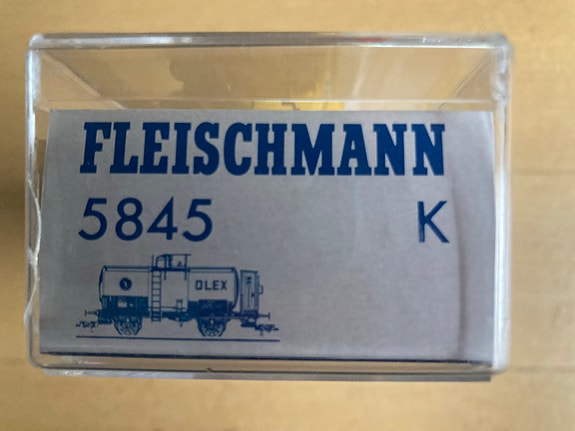 FLEISCHMANN
5845 K
OLEX